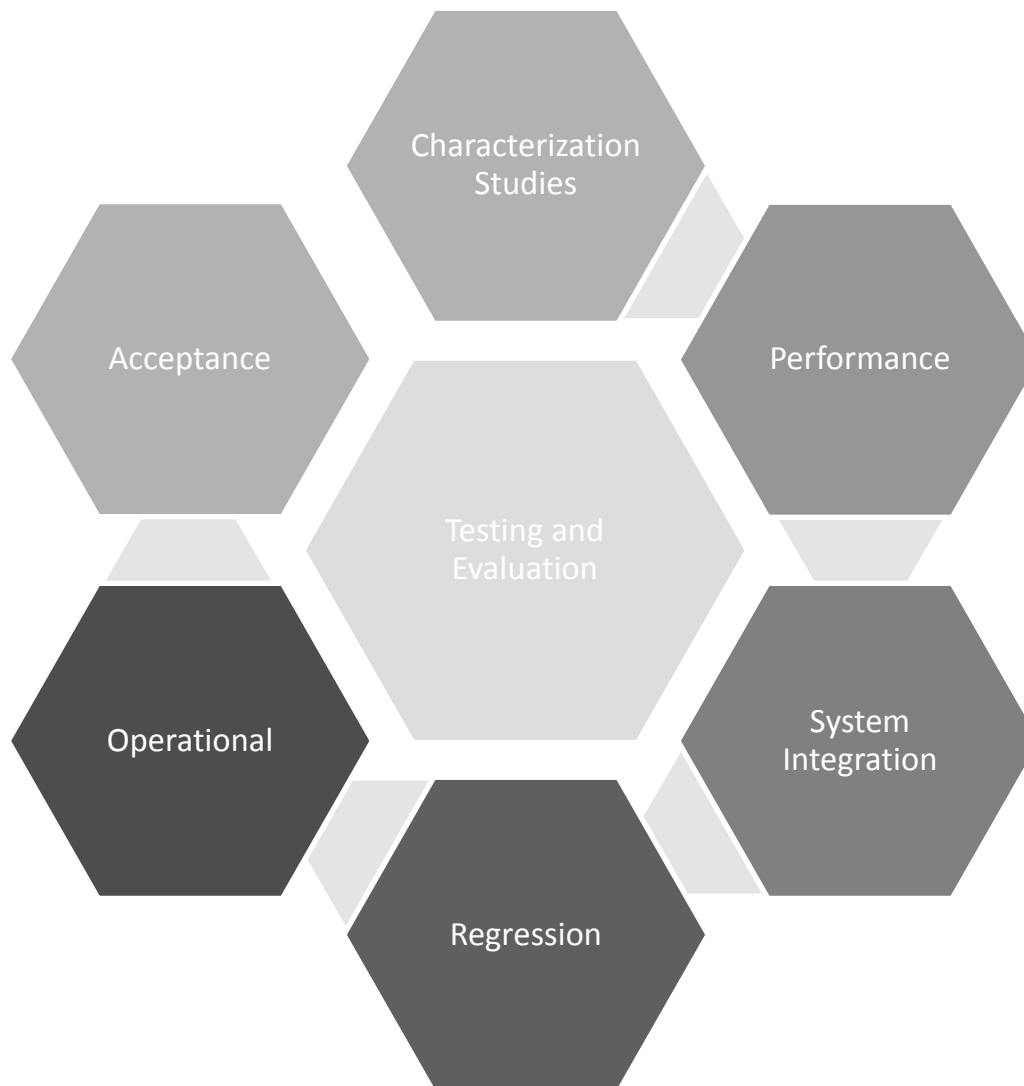 Characterization
Studies
Performance
System
Integration
Regression
Operational
Acceptance
Testing and
Evaluation